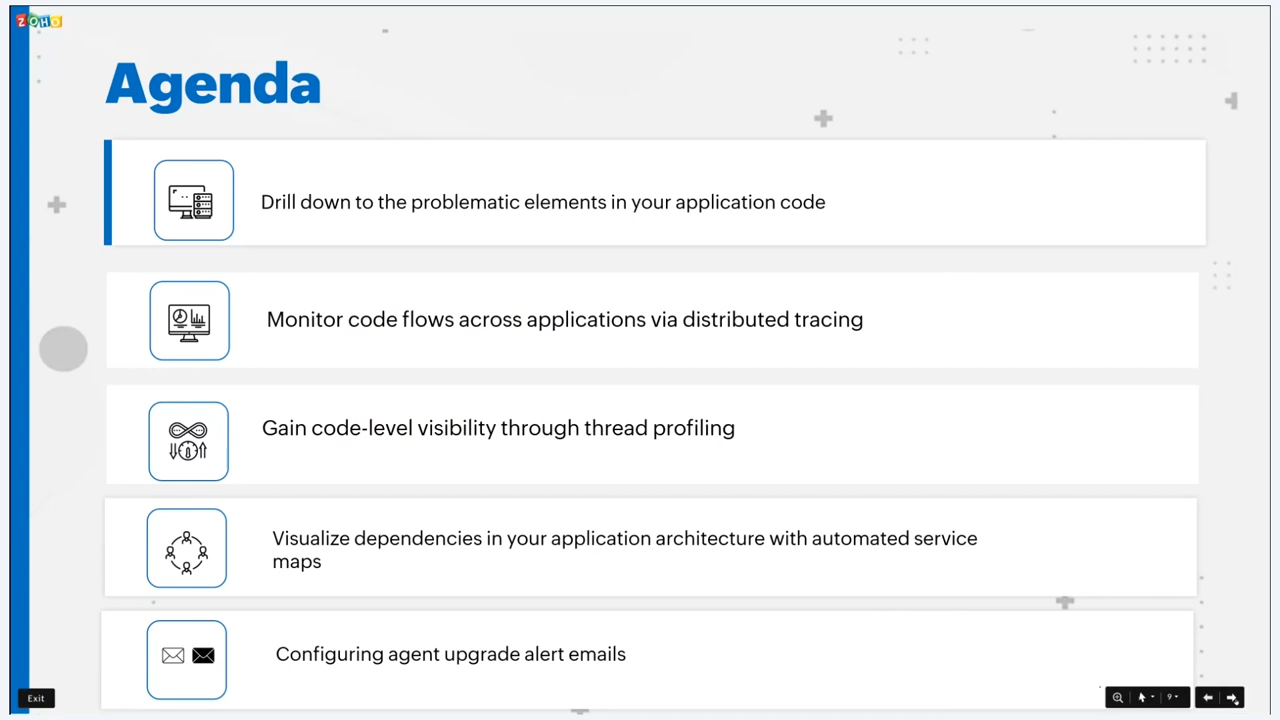 ZOHO
Agenda
Drill down to the problematic elements in your application code
Monitor code flows across applications via distributed tracing
Gain code-level visibility through thread profiling
Visualize dependencies in your application architecture with automated service
maps
Configuring agent upgrade alert emails
Exit
9